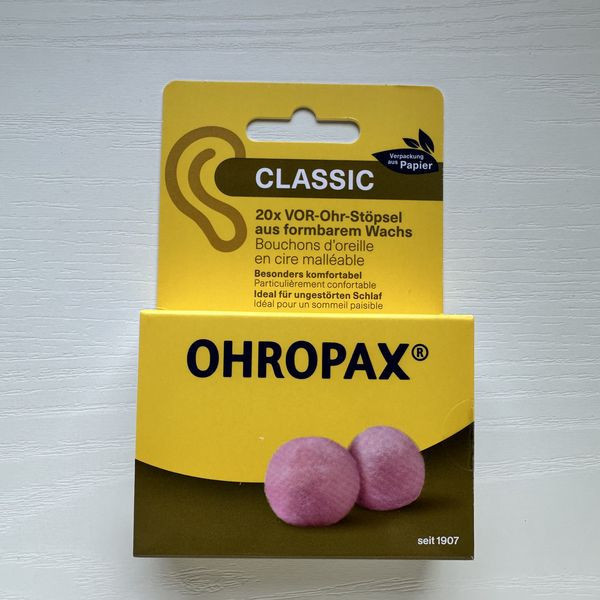 Verpackung
aus Papier
CLASSIC
20x VOR-Ohr-Stöpsel
aus formbarem Wachs
Bouchons d'oreille
en cire malléable
Besonders komfortabel
Particulièrement confortable
Ideal für ungestörten Schlaf
Idéal pour un sommeil paisible
OHROPAX®
seit 1907